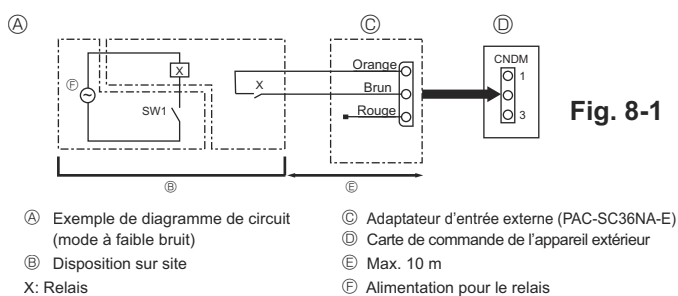 Ⓐ Ⓒ Ⓓ
Orange
Brun
Rouge
X
X
SW1
Ⓕ
CNDM
1
3
Fig. 8-1
Ⓑ Ⓔ
Ⓐ Exemple de diagramme de circuit
(mode à faible bruit)
Ⓑ Disposition sur site
X: Relais
Ⓒ Adaptateur d'entrée externe (PAC-SC36NA-E)
Ⓓ Carte de commande de l'appareil extérieur
Ⓔ Max. 10 m
Ⓕ Alimentation pour le relais